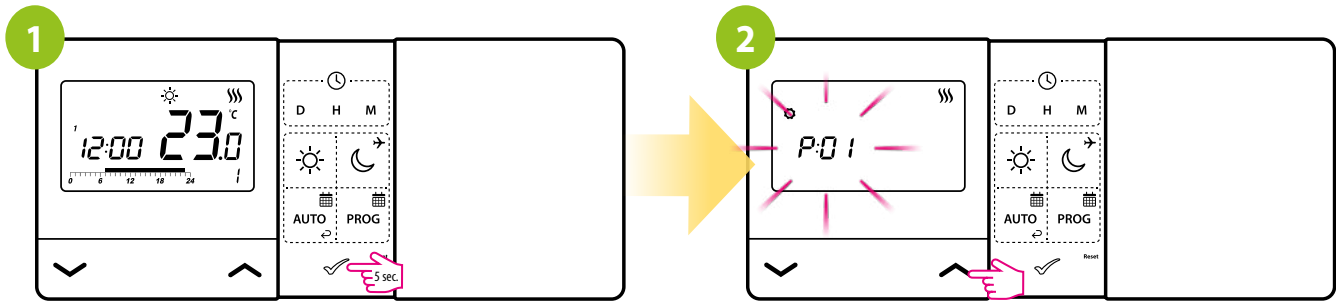 1
°C
1
12:00 23.0
0 6 12 18 24
1
D H M
AUTO PROG
5 sec.
2
P:01
D H M
AUTO PROG
Reset